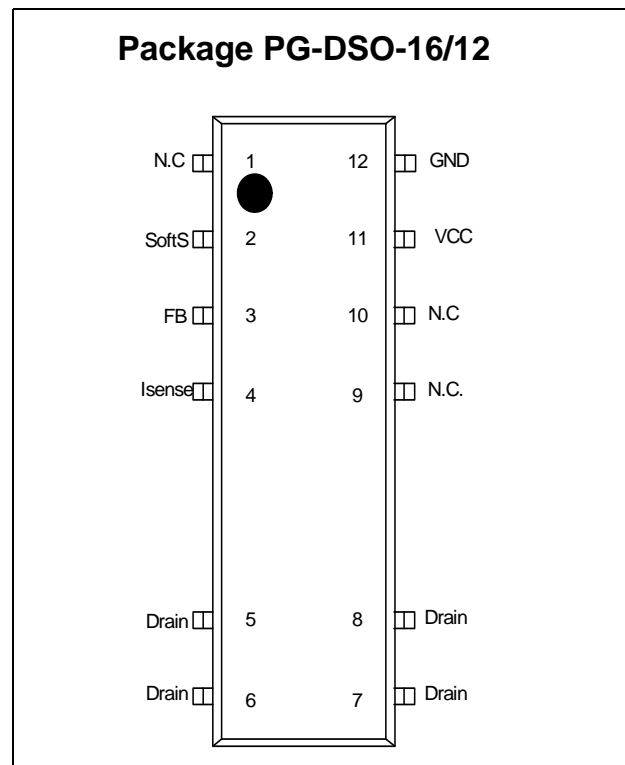 Package PG-DSO-16/12
N.C 1 12 GND
SoftS 2 11 VCC
FB 3 10 N.C
Isense 4 9 N.C.
Drain 5 8 Drain
Drain 6 7 Drain